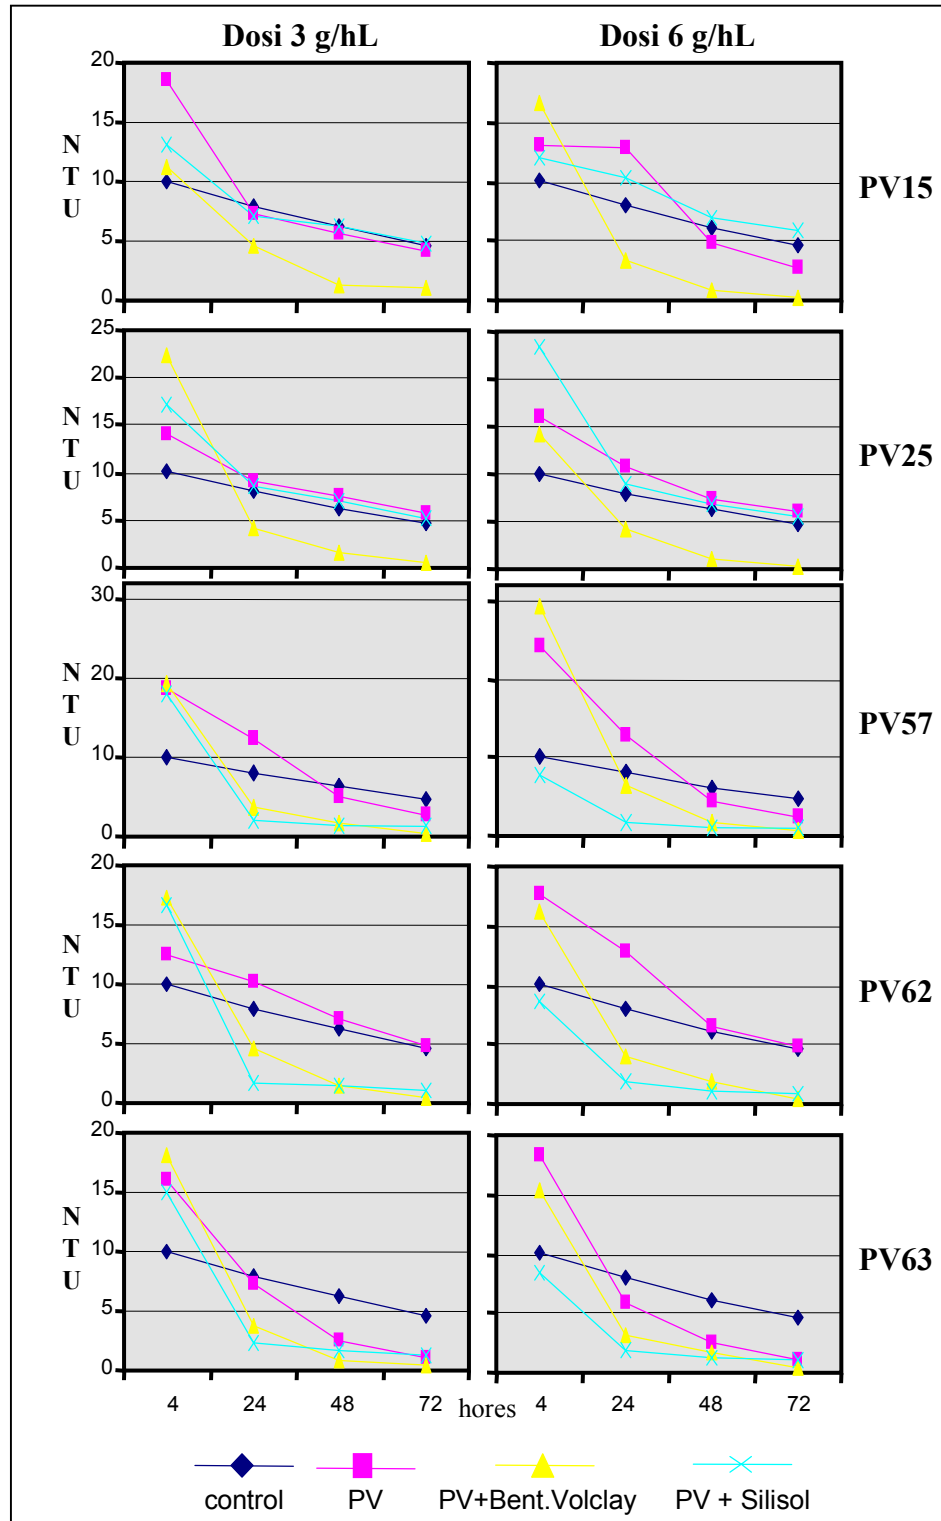 Dosi 3 g/hL Dosi 6 g/hL
20
15
10
5
0
N
T
U
PV15
25
20
15
10
5
0
N
T
U
PV25
30
20
10
0
N
T
U
PV57
20
15
10
5
0
N
T
U
PV62
20
15
10
5
0
N
T
U
PV63
4 24 48 72 hores 4 24 48 72
control PV PV+Bent.Volclay PV + Silisol